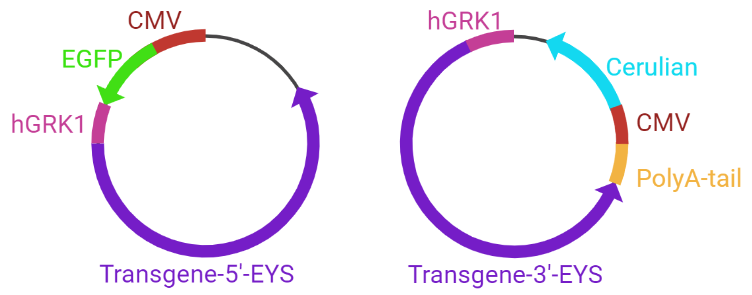 CMV
EGFP
hGRK1
Transgene-5'-EYS
hGRK1
Cerulian
CMV
PolyA-tail
Transgene-3'-EYS